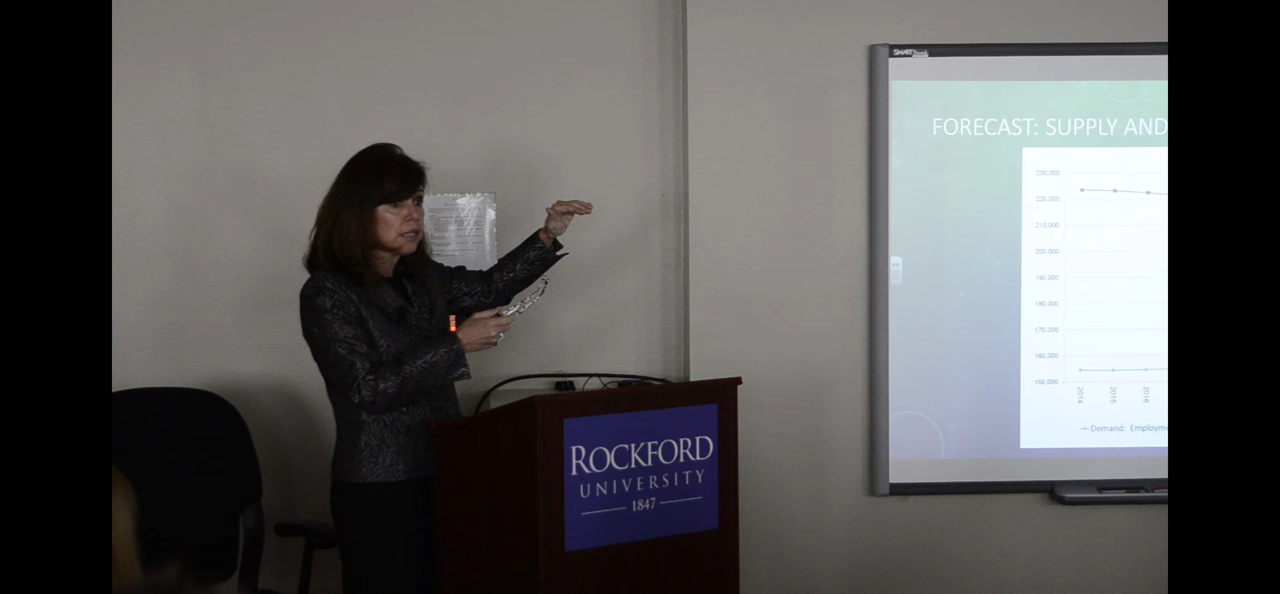 SMART
FORECAST: SUPPLY AND
230,000
220,000
210,000
200,000
190,000
180,000
170,000
160,000
150,000
2014
2015
2016
Demand: Employme
ROCKFORD
UNIVERSITY
1847